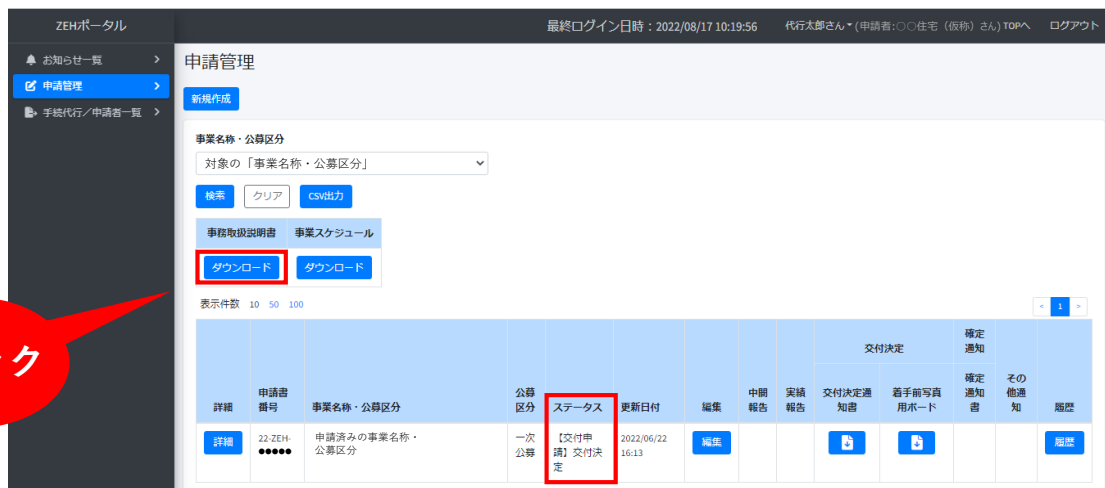 ZEHポータル
最終ログイン日時：2022/08/17 10:19:56 代行太郎さん (申請者:○○住宅（仮称）さん) TOPへ ログアウト
お知らせ一覧
申請管理
手続代行／申請者一覧
申請管理
新規作成
事業名称・公募区分
対象の「事業名称・公募区分」
検索 クリア CSV出力
事務取扱説明書 事業スケジュール
ダウンロード ダウンロード
表示件数 10 50 100
< 1 >
ク
交付決定 確定通知
詳細 申請書番号 事業名称・公募区分 公募区分 ステータス 更新日付 編集 中間報告 実績報告 交付決定通知書 着手前写真用ボード 確定通知書 その他通知 履歴
詳細 22-ZEH-●●●●● 申請済みの事業名称・公募区分 一次公募 【交付申請】交付決定 2022/06/22 16:13 編集 履歴